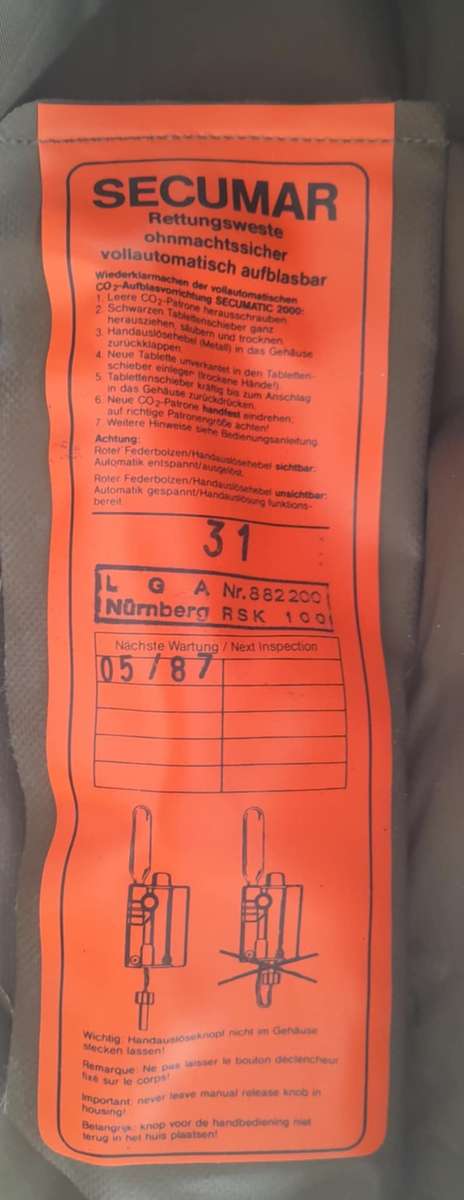 SECUMAR
Rettungsweste
ohnmachtssicher
vollautomatisch aufblasbar
Wiederklarmachen der vollautomatischen
CO2-Aufblasvorrichtung SECUMATIC 2000:
1. Leere CO2-Patrone herausschrauben.
2. Schwarzen Tablettenschieber ganz
herausziehen, säubern und trocknen.
3. Handauslösehebel (Metall) in das Gehäuse
zurückklappen.
4. Neue Tablette unverkantet in den Tabletten-
schieber einlegen (trockene Hände!).
5. Tablettenschieber kräftig bis zum Anschlag
in das Gehäuse zurückdrücken.
6. Neue CO2-Patrone handfest eindrehen;
auf richtige Patronengröße achten!
7. Weitere Hinweise siehe Bedienungsanleitung.
Achtung:
Roter Federbolzen/Handauslösehebel sichtbar:
Automatik entspannt/ausgelöst.
Roter Federbolzen/Handauslösehebel unsichtbar:
Automatik gespannt/Handauslösung funktions-
bereit.
31
L G A Nr. 882200
Nürnberg RSK 100
Nächste Wartung / Next Inspection
05/87
Wichtig: Handauslöseknopf nicht im Gehäuse
stecken lassen!
Remarque: Ne pas laisser le bouton déclencheur
fixé sur le corps!
Important: never leave manual release knob in
housing!
Belangrijk: knop voor de handbediening niet
terug in het huis plaatsen!